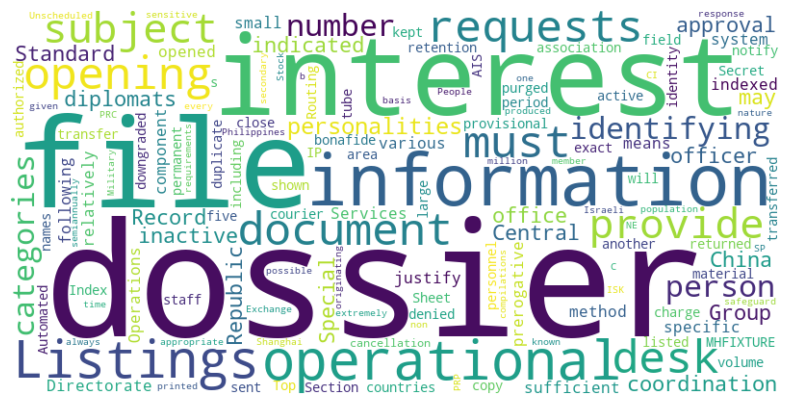 Unscheduled sensitive response
subject requests number small kept association approval
Standard indicated opened retention field system notify
opening interest authorized
diplomats s b Stock secondary Routing tube People AIS identity Secret indexed
given every basis one CI purged period active may
PRC Philippines produced nature
transfer personalities provisional must identifying
file close bonafide various exact means officer
component downgraded duplicate IP area
Military permanent requirements including shown million member
information
categories following relatively names semiannually
Record five courier Services large office Central Israeli NE population will transferred
inactive document another returned SP provide
dossier
Automated Index time staff Operations Republic Special originating possible justify personnel compilations prerogative method China material person
Sheet denied C ISK charge Group safeguard
Exchange extremely specific listed MHFIXTURE
always appropriate Shanghai non known volume
Listings operational desk
cancellation PRP
Directorate printed sent Top Section countries copy sufficient coordination